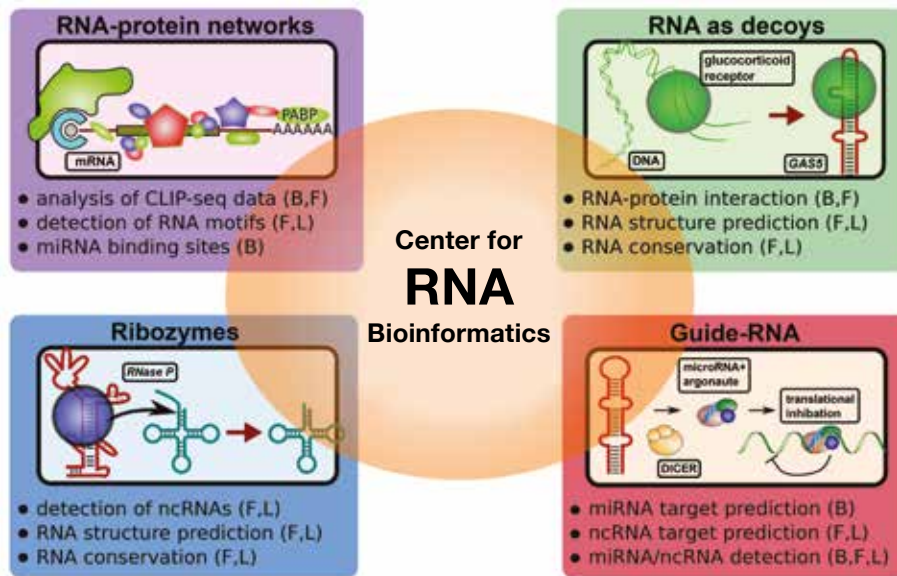 RNA-protein networks
PABP
AAAAAA
mRNA
• analysis of CLIP-seq data (B,F)
• detection of RNA motifs (F,L)
• miRNA binding sites (B)
RNA as decoys
glucocorticoid
receptor
DNA
GAS5
• RNA-protein interaction (B,F)
• RNA structure prediction (F,L)
• RNA conservation (F,L)
Center for
RNA
Bioinformatics
Ribozymes
RNase P
• detection of ncRNAs (F,L)
• RNA structure prediction (F,L)
• RNA conservation (F,L)
Guide-RNA
microRNA+
argonaute
translational
inhibation
DICER
• miRNA target prediction (B)
• ncRNA target prediction (F,L)
• miRNA/ncRNA detection (B,F,L)